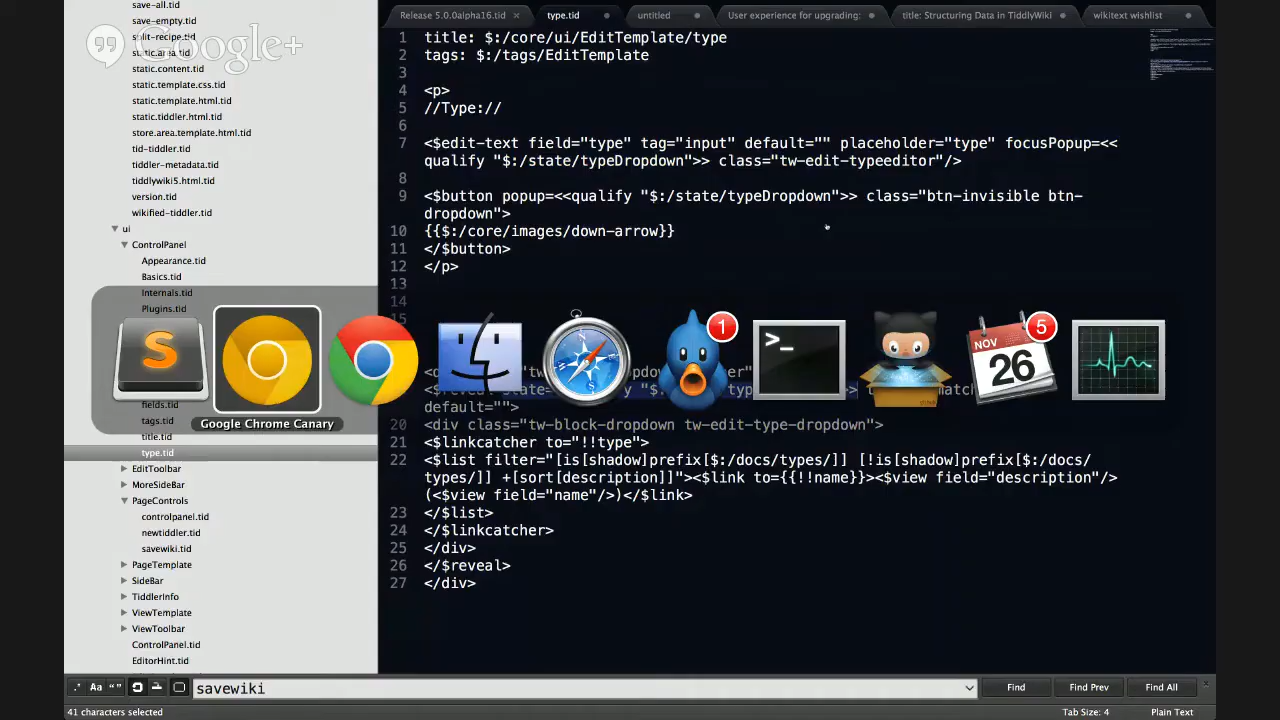 save-all.tid
save-empty.tid
split-recipe.tid
static.area.tid
static.content.tid
static.template.css.tid
static.template.html.tid
static.tiddler.html.tid
store.area.template.html.tid
tid-tiddler.tid
tiddler-metadata.tid
tiddlywiki5.html.tid
version.tid
wikified-tiddler.tid
ui
ControlPanel
Appearance.tid
Basics.tid
Internals.tid
Plugins.tid
fields.tid
tags.tid
title.tid
type.tid
EditToolbar
MoreSideBar
PageControls
controlpanel.tid
newtiddler.tid
savewiki.tid
PageTemplate
SideBar
TiddlerInfo
ViewTemplate
ViewToolbar
ControlPanel.tid
EditorHint.tid
Google+
Release 5.0.0alpha16.tid × type.tid untitled User experience for upgrading: title: Structuring Data in TiddlyWiki wikitext wishlist
1 title: $:/core/ui/EditTemplate/type
2 tags: $:/tags/EditTemplate
3
4 <p>
5 //Type://
6
7 <$edit-text field="type" tag="input" default="" placeholder="type" focusPopup=<<
qualify "$:/state/typeDropdown">> class="tw-edit-typeeditor"/>
8
9 <$button popup=<<qualify "$:/state/typeDropdown">> class="btn-invisible btn-
dropdown">
10 {{$:/core/images/down-arrow}}
11 </$button>
12 </p>
13
14
default="">
20 <div class="tw-block-dropdown tw-edit-type-dropdown">
21 <$linkcatcher to="!!type">
22 <$list filter="[is[shadow]prefix[$:/docs/types/]] [!is[shadow]prefix[$:/docs/
types/]] +[sort[description]]"><$link to={{!!name}}><$view field="description"/>
(<$view field="name"/>)</$link>
23 </$list>
24 </$linkcatcher>
25 </div>
26 </$reveal>
27 </div>
S
1
>_
NOV
26
5
Google Chrome Canary
.* Aa “” savewiki Find Find Prev Find All
41 characters selected Tab Size: 4 Plain Text